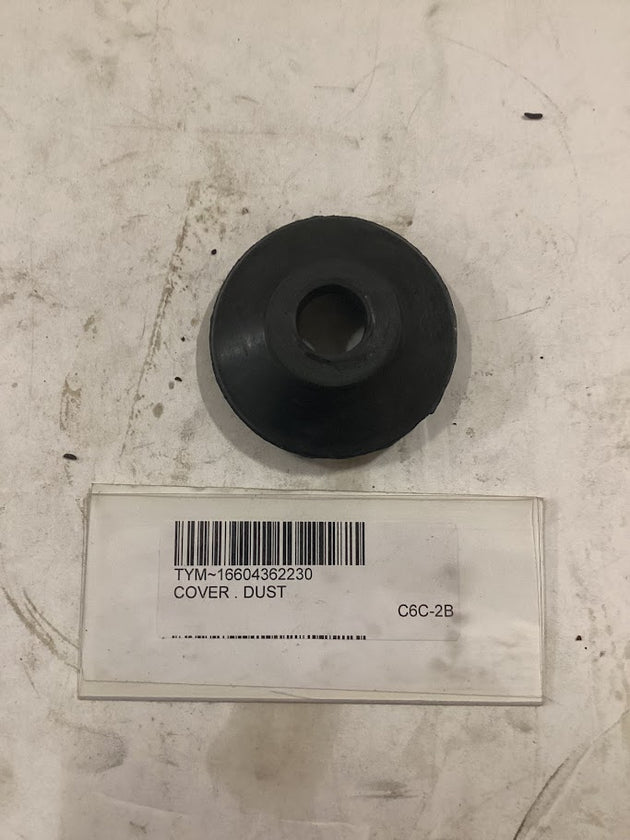 TYM~16604362230
COVER . DUST
C6C-2B